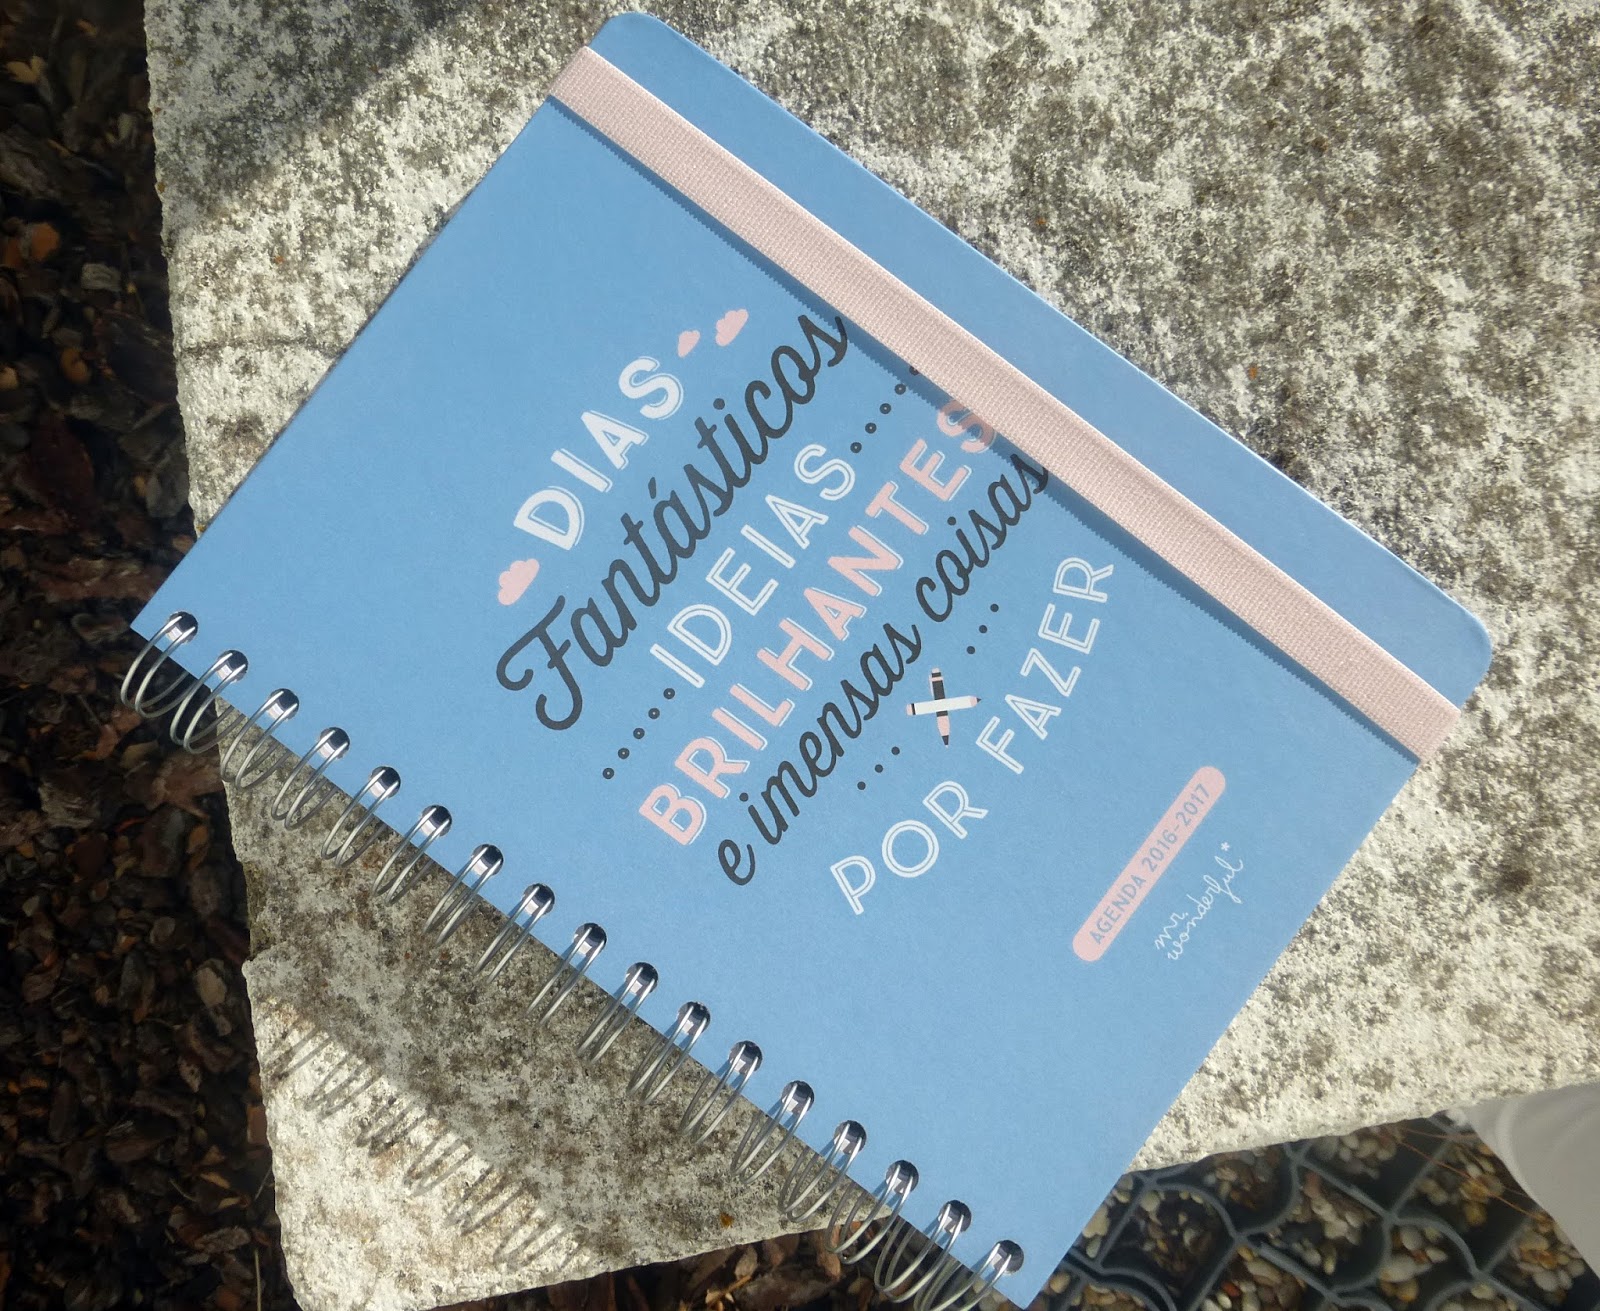 DIAS
Fantásticos
IDEIAS
BRILHANTES
e imensas coisas
POR FAZER
AGENDA 2016-2017
mr.
wonderful*